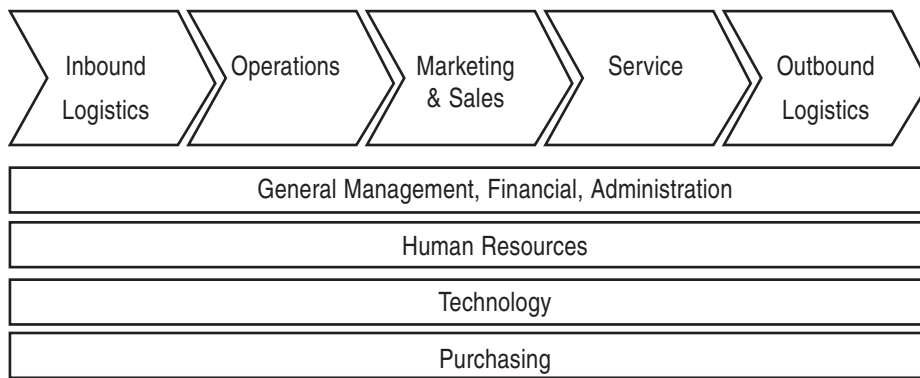 Inbound
Logistics
Operations
Marketing
& Sales
Service
Outbound
Logistics
General Management, Financial, Administration
Human Resources
Technology
Purchasing